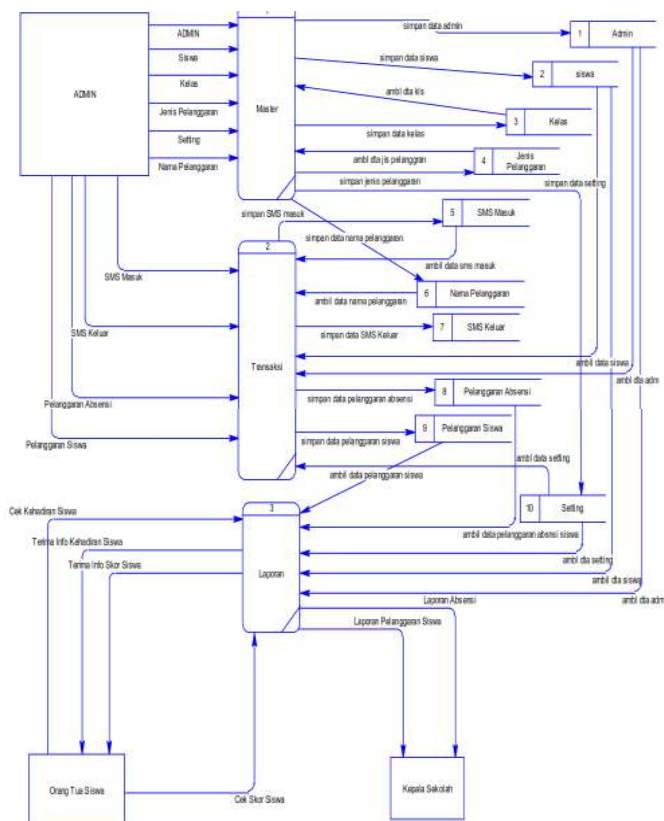 ADMIN
ADMIN
Siswa
Kelas
Jenis Pelanggaran
Setting
Nama Pelanggaran
Master
simpan data admin
1 Admin
simpan data siswa
2 siswa
ambl dta kls
3 Kelas
simpan data kelas
ambl dta jis pelanggran
4 Jenis
Pelanggaran
simpan jenis pelanggaran
simpan data setting
simpan SMS masuk
5 SMS Masuk
simpan data nama pelanggaran
ambil data sms masuk
2
Transaksi
SMS Masuk
ambil data nama pelanggaran
6 Nama Pelanggaran
SMS Keluar
simpan data SMS Keluar
7 SMS Keluar
ambil data siswa
ambl dta adm
Pelanggaran Absensi
simpan data pelanggaran absensi
8 Pelanggaran Absensi
Pelanggaran Siswa
simpan data pelanggaran siswa
9 Pelanggaran Siswa
ambl data setting
ambil data pelanggaran siswa
10 Setting
Cek Kehadiran Siswa
3
Laporan
ambil data pelanggaran absnsi siswa
Terima Info Kehadiran Siswa
ambl dta setting
Terima Info Skor Siswa
ambl dta siswa
ambl dta adm
Laporan Absensi
Laporan Pelanggaran Siswa
Orang Tua Siswa
Cek Skor Siswa
Kepala Sekolah